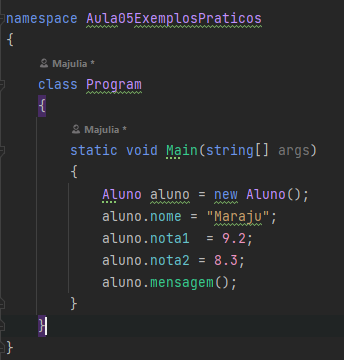 namespace Aula05ExemplosPraticos
{
Majulia *
class Program
{
Majulia *
static void Main(string[] args)
{
Aluno aluno = new Aluno();
aluno.nome = "Maraju";
aluno.nota1  = 9.2;
aluno.nota2 = 8.3;
aluno.mensagem();
}
}
}